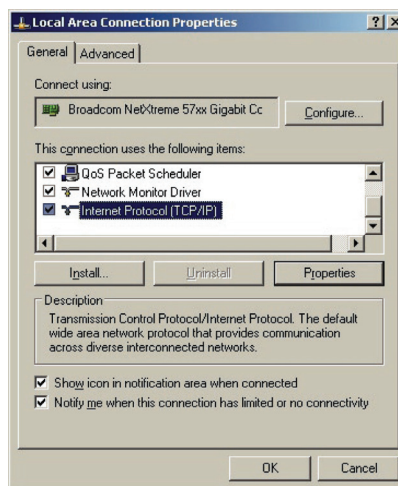 Local Area Connection Properties
General
Advanced
Connect using:
Broadcom NetXtreme 57xx Gigabit Cc
Configure...
This connection uses the following items:
QoS Packet Scheduler
Network Monitor Driver
Internet Protocol (TCP/IP)
Install...
Uninstall
Properties
Description
Transmission Control Protocol/Internet Protocol. The default
wide area network protocol that provides communication
across diverse interconnected networks.
Show icon in notification area when connected
Notify me when this connection has limited or no connectivity
OK
Cancel